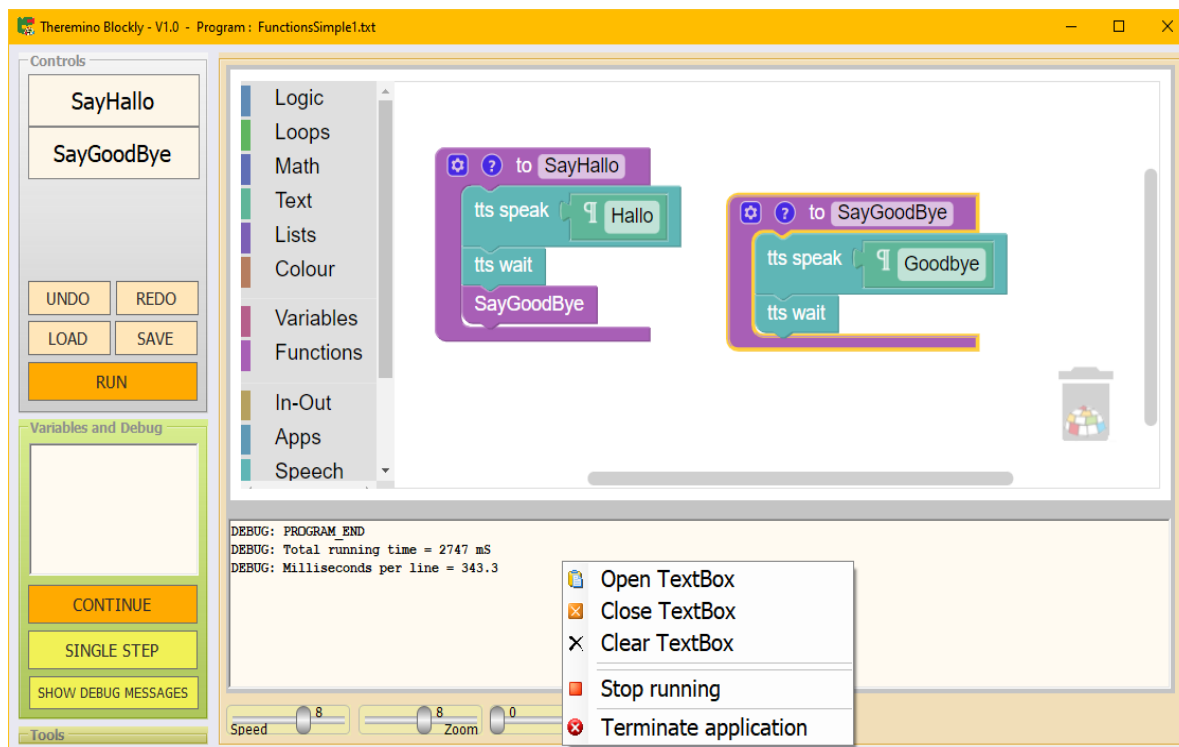 Theremino Blockly - V1.0 - Program : FunctionsSimple1.txt
Controls
SayHallo
SayGoodBye
UNDO REDO
LOAD SAVE
RUN
Variables and Debug
CONTINUE
SINGLE STEP
SHOW DEBUG MESSAGES
Tools
Logic
Loops
Math
Text
Lists
Colour
Variables
Functions
In-Out
Apps
Speech
? to SayHallo
tts speak ¶ Hallo
tts wait
SayGoodBye
? to SayGoodBye
tts speak ¶ Goodbye
tts wait
DEBUG: PROGRAM_END
DEBUG: Total running time = 2747 mS
DEBUG: Milliseconds per line = 343.3
Open TextBox
Close TextBox
Clear TextBox
Stop running
Terminate application
Speed 8
8 Zoom
0